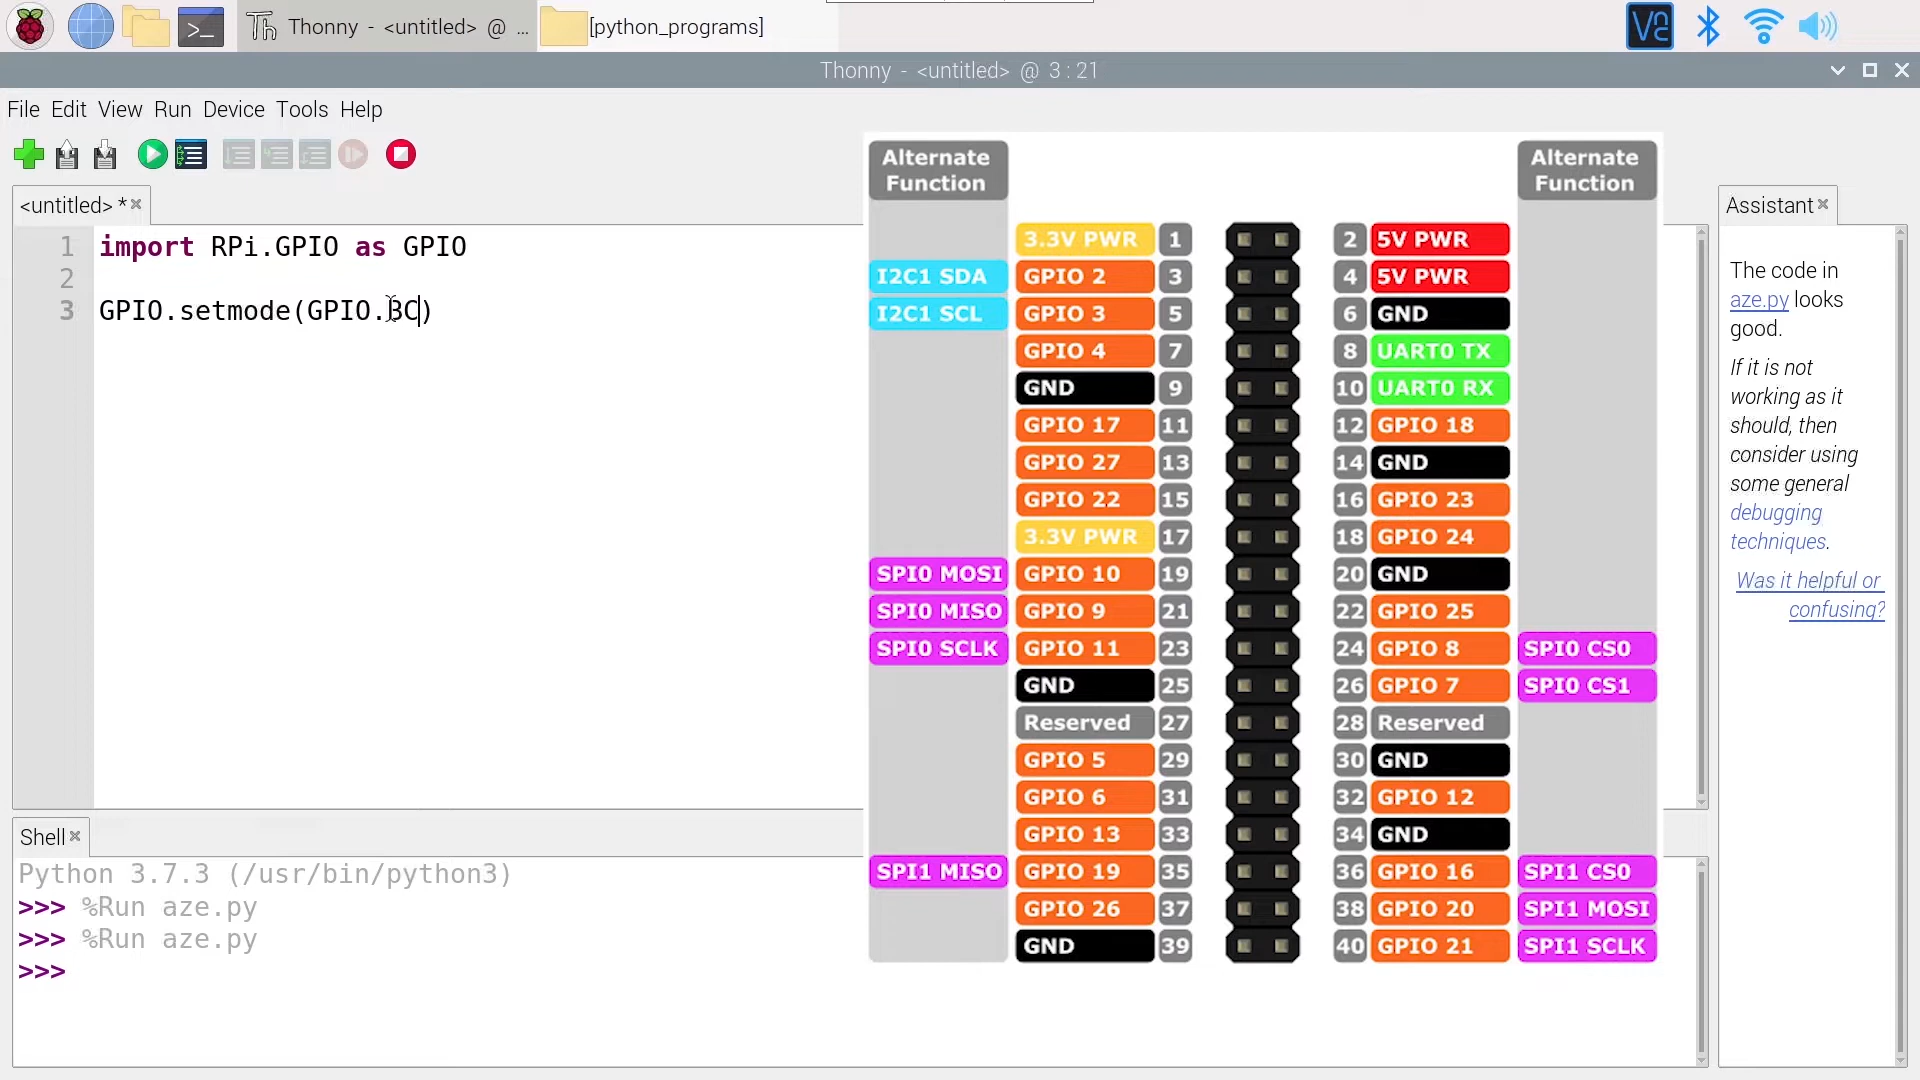 Thonny - <untitled> @ ...
[python_programs]
Thonny - <untitled> @ 3 : 21
File Edit View Run Device Tools Help
<untitled> *
1 import RPi.GPIO as GPIO
2
3 GPIO.setmode(GPIO.BC)
Alternate
Function
Alternate
Function
3.3V PWR 1 2 5V PWR
I2C1 SDA GPIO 2 3 4 5V PWR
I2C1 SCL GPIO 3 5 6 GND
GPIO 4 7 8 UART0 TX
GND 9 10 UART0 RX
GPIO 17 11 12 GPIO 18
GPIO 27 13 14 GND
GPIO 22 15 16 GPIO 23
3.3V PWR 17 18 GPIO 24
SPI0 MOSI GPIO 10 19 20 GND
SPI0 MISO GPIO 9 21 22 GPIO 25
SPI0 SCLK GPIO 11 23 24 GPIO 8 SPI0 CS0
GND 25 26 GPIO 7 SPI0 CS1
Reserved 27 28 Reserved
GPIO 5 29 30 GND
GPIO 6 31 32 GPIO 12
GPIO 13 33 34 GND
SPI1 MISO GPIO 19 35 36 GPIO 16 SPI1 CS0
GPIO 26 37 38 GPIO 20 SPI1 MOSI
GND 39 40 GPIO 21 SPI1 SCLK
Assistant
The code in
aze.py looks
good.
If it is not
working as it
should, then
consider using
some general
debugging
techniques.
Was it helpful or
confusing?
Shell
Python 3.7.3 (/usr/bin/python3)
>>> %Run aze.py
>>> %Run aze.py
>>>